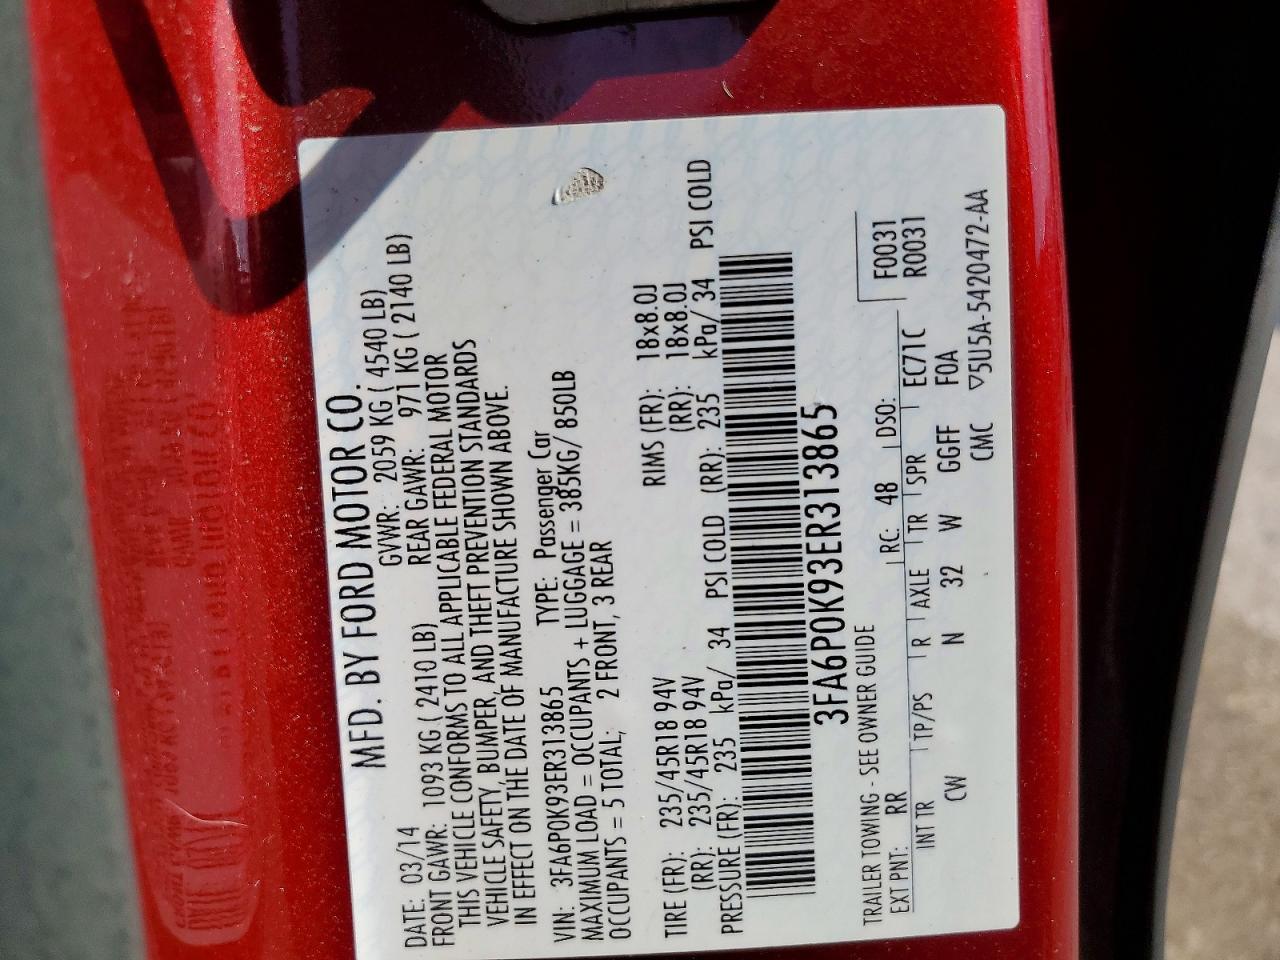 MFD. BY FORD MOTOR CO.
DATE: 03/14 GVWR: 2059 KG ( 4540 LB)
FRONT GAWR: 1093 KG ( 2410 LB) REAR GAWR: 971 KG ( 2140 LB)
THIS VEHICLE CONFORMS TO ALL APPLICABLE FEDERAL MOTOR
VEHICLE SAFETY, BUMPER, AND THEFT PREVENTION STANDARDS
IN EFFECT ON THE DATE OF MANUFACTURE SHOWN ABOVE.
VIN: 3FA6P0K93ER313865 TYPE: Passenger Car
MAXIMUM LOAD = OCCUPANTS + LUGGAGE = 385KG/ 850LB
OCCUPANTS = 5 TOTAL; 2 FRONT, 3 REAR
TIRE (FR): 235/45R18 94V RIMS (FR): 18x8.0J
(RR): 235/45R18 94V (RR): 18x8.0J
PRESSURE (FR): 235 kPa/ 34 PSI COLD (RR): 235 kPa/ 34 PSI COLD
3FA6P0K93ER313865
F0031
R0031
TRAILER TOWING - SEE OWNER GUIDE
EXT PNT: RR RC: 48 DSO:
INT TR TP/PS R AXLE TR SPR EC71C
CW N 32 W GGFF F0A
CMC ▽5U5A-5420472-AA